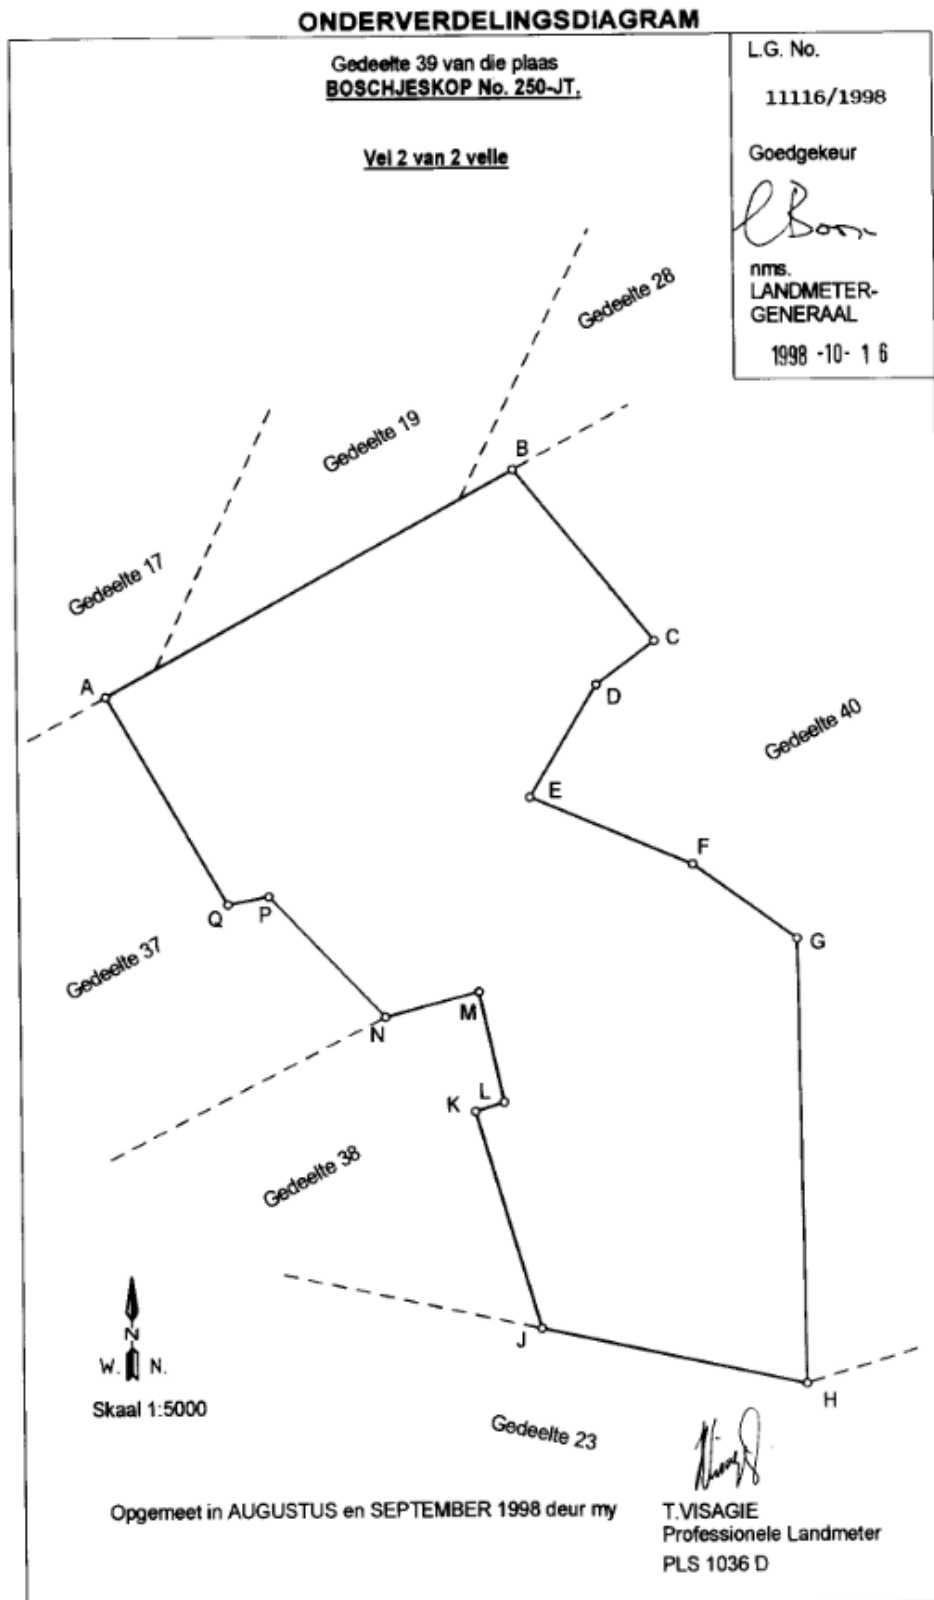 ONDERVERDELINGSDIAGRAM
Gedeelte 39 van die plaas
BOSCHJESKOP No. 250-JT.
Vel 2 van 2 velle
L.G. No.
11116/1998
Goedgekeur
nms.
LANDMETER-
GENERAAL
1998 -10- 1 6
Gedeelte 28
Gedeelte 19
B
Gedeelte 17
C
A
D
Gedeelte 40
E
F
Q
P
G
Gedeelte 37
M
N
L
K
Gedeelte 38
J
N
W. N.
H
Skaal 1:5000
Gedeelte 23
Opgemeet in AUGUSTUS en SEPTEMBER 1998 deur my
T.VISAGIE
Professionele Landmeter
PLS 1036 D